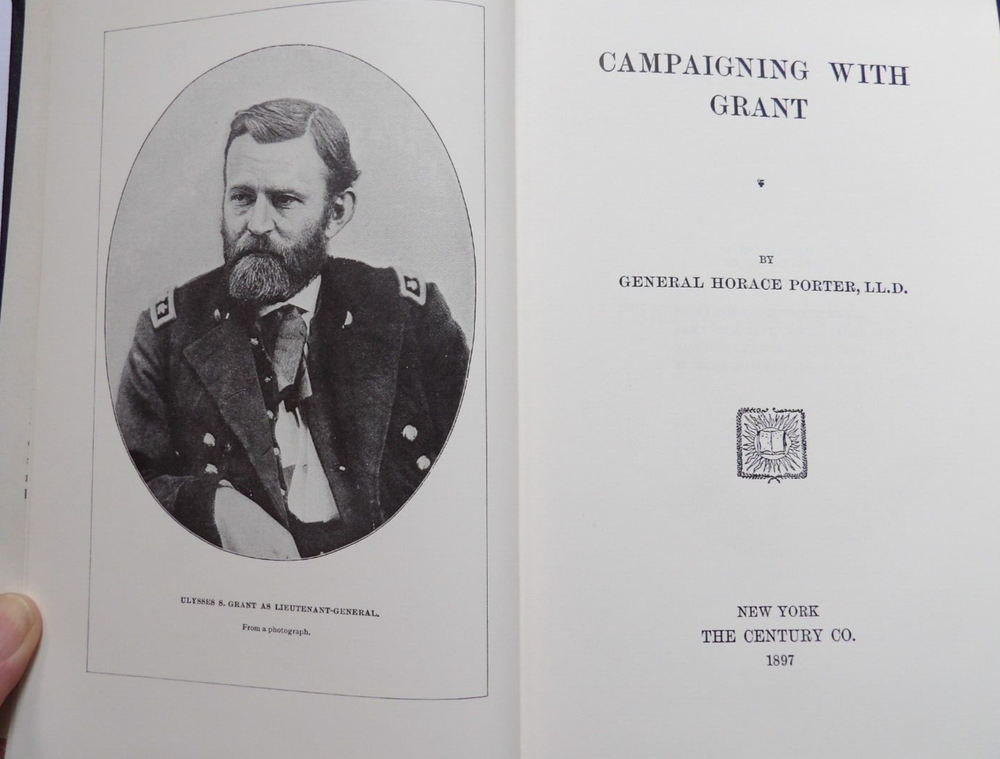 ULYSSES S. GRANT AS LIEUTENANT-GENERAL.
From a photograph.
CAMPAIGNING WITH
GRANT
BY
GENERAL HORACE PORTER, LL.D.
NEW YORK
THE CENTURY CO.
1897